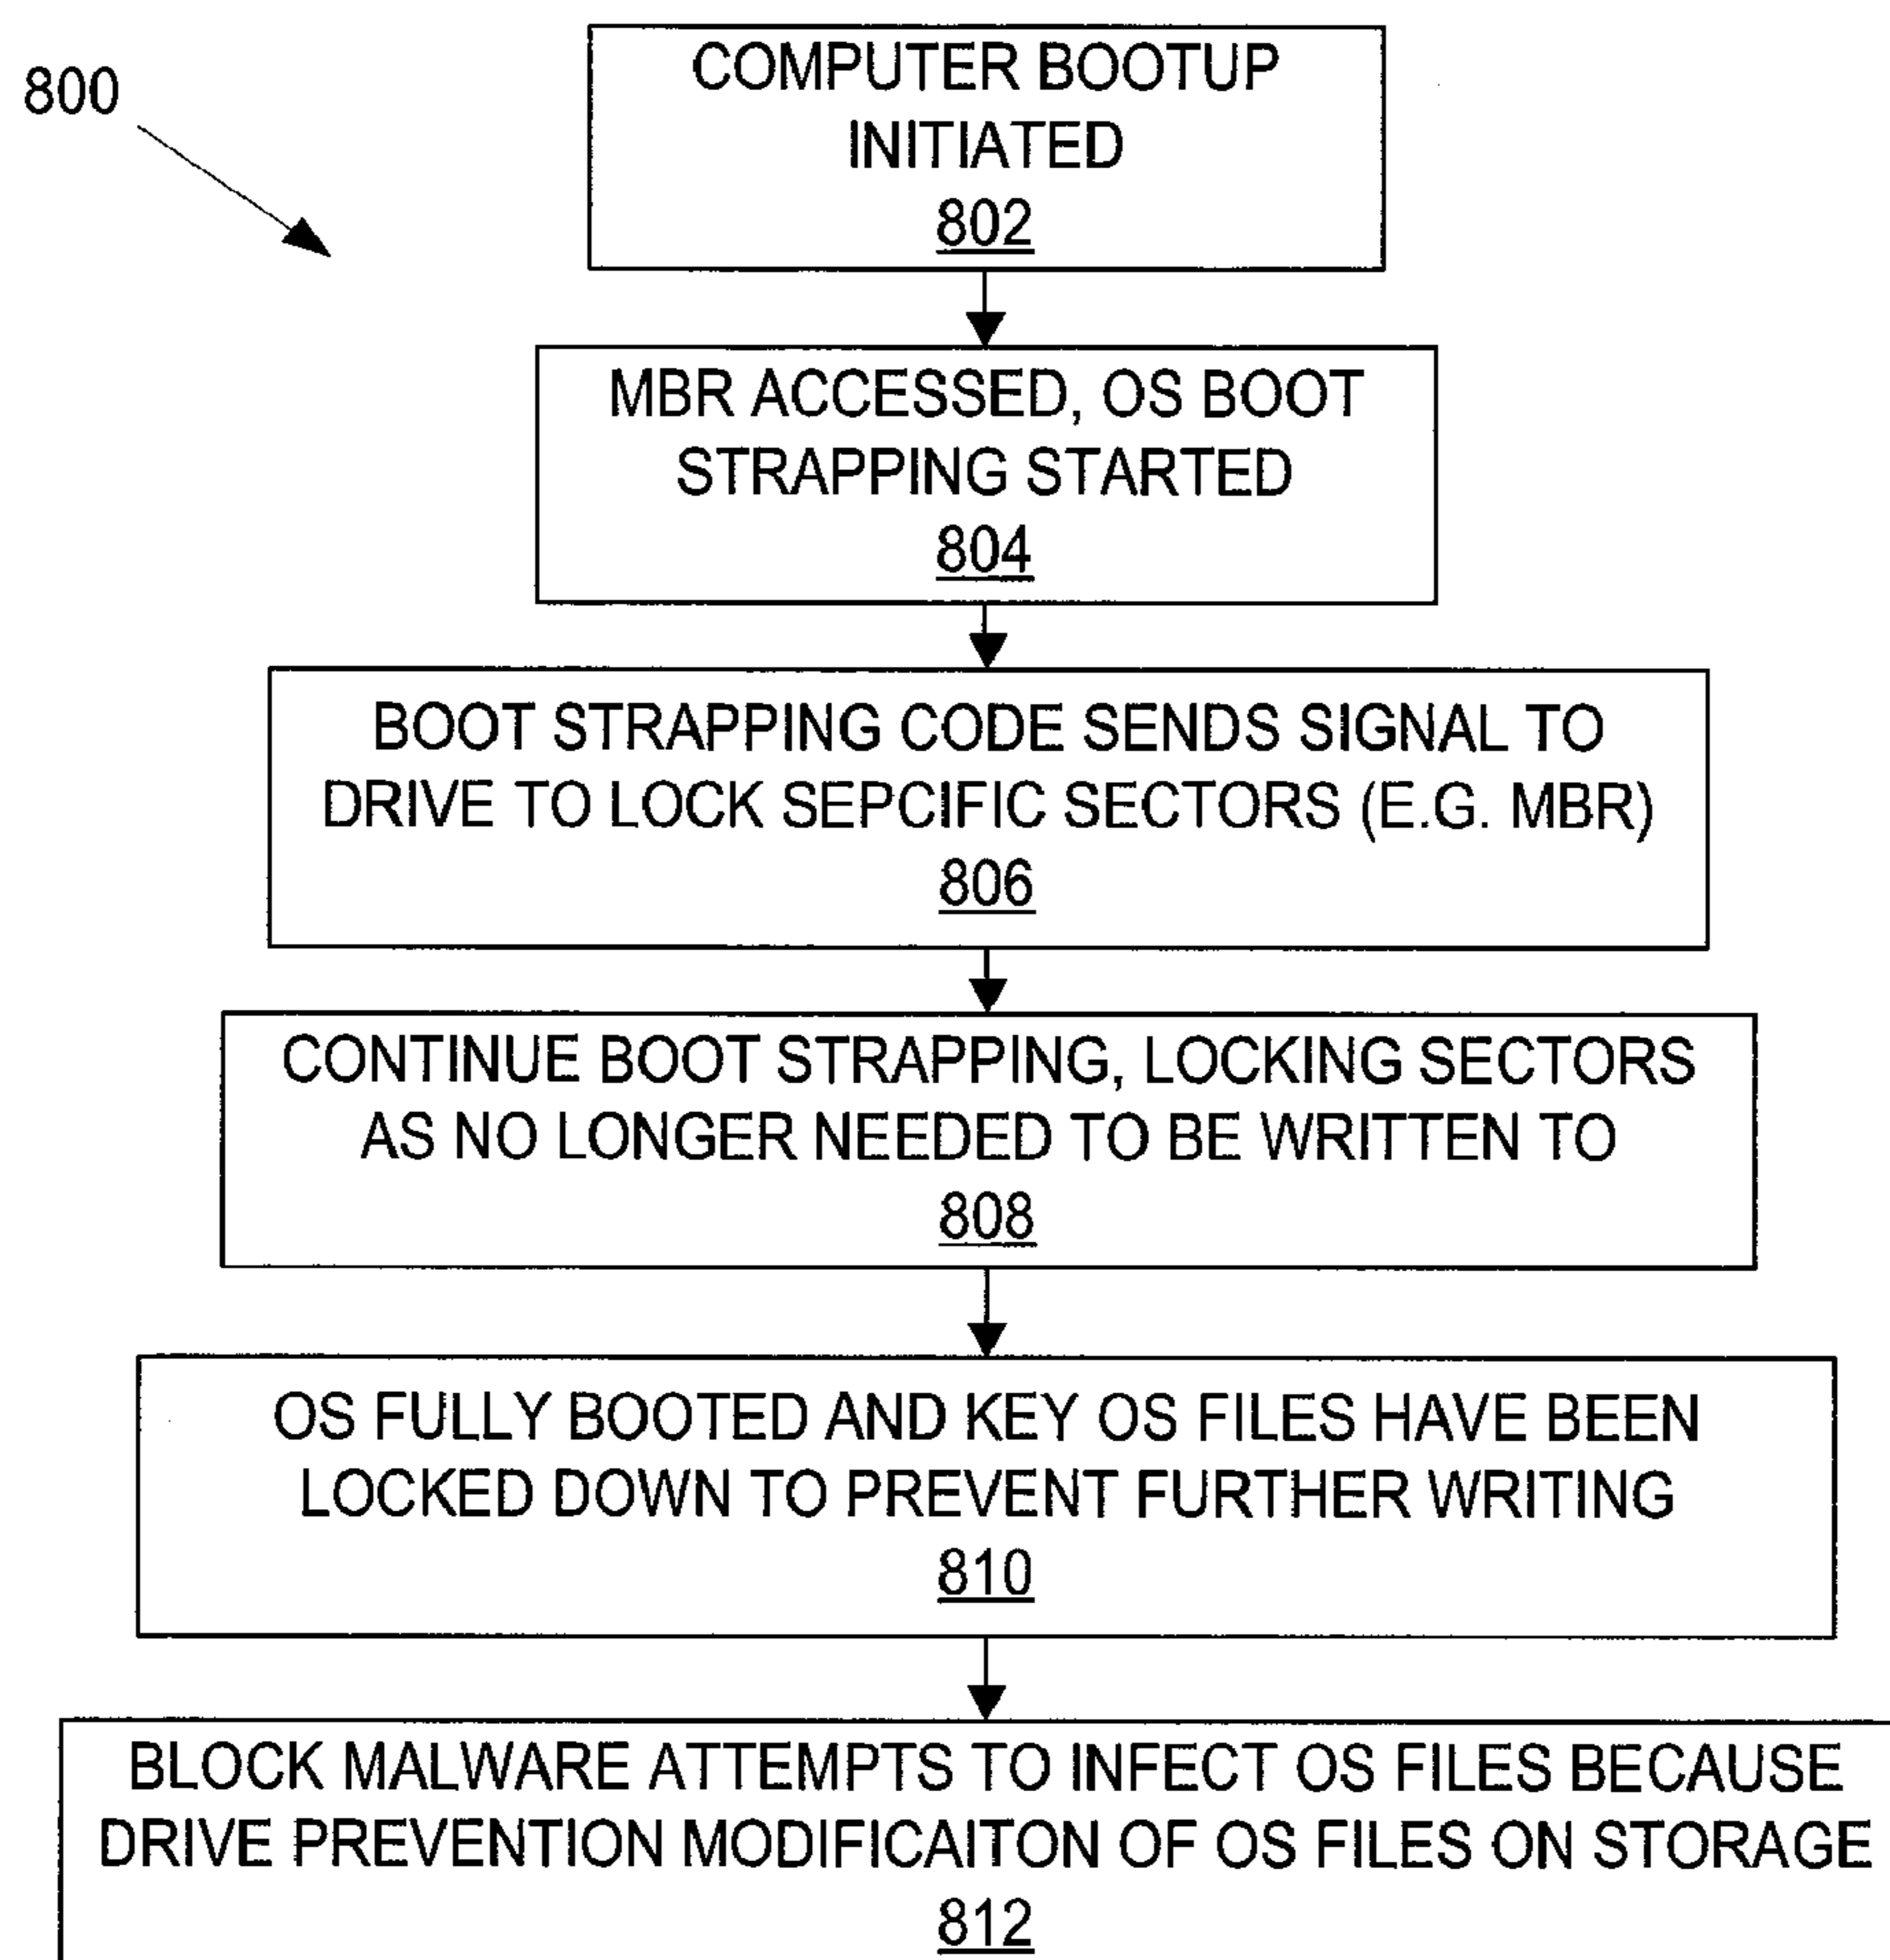 800
COMPUTER BOOTUP
INITIATED
802
MBR ACCESSED, OS BOOT
STRAPPING STARTED
804
BOOT STRAPPING CODE SENDS SIGNAL TO
DRIVE TO LOCK SEPCIFIC SECTORS (E.G. MBR)
806
CONTINUE BOOT STRAPPING, LOCKING SECTORS
AS NO LONGER NEEDED TO BE WRITTEN TO
808
OS FULLY BOOTED AND KEY OS FILES HAVE BEEN
LOCKED DOWN TO PREVENT FURTHER WRITING
810
BLOCK MALWARE ATTEMPTS TO INFECT OS FILES BECAUSE
DRIVE PREVENTION MODIFICAITON OF OS FILES ON STORAGE
812